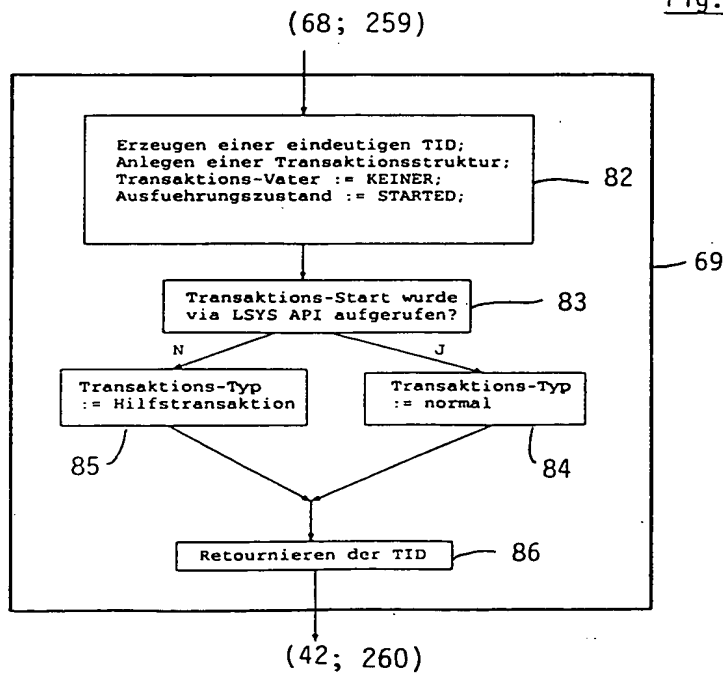 Fig.
(68; 259)
Erzeugen einer eindeutigen TID;
Anlegen einer Transaktionsstruktur;
Transaktions-Vater := KEINER;
Ausfuehrungszustand := STARTED;
82
69
Transaktions-Start wurde
via LSYS API aufgerufen?
83
N
J
Transaktions-Typ
:= Hilfstransaktion
Transaktions-Typ
:= normal
85
84
Retournieren der TID
86
(42; 260)